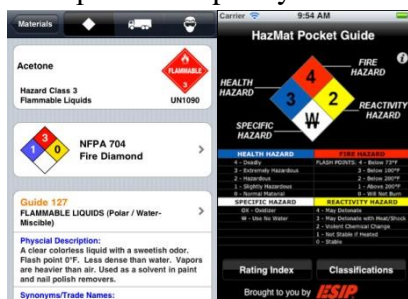 Materials
Acetone
Hazard Class 3
Flammable Liquids
UN1090
FLAMMABLE
3
3
1
0
NFPA 704
Fire Diamond
Guide 127
FLAMMABLE LIQUIDS (Polar / Water-
Miscible)
Physcial Description:
A clear colorless liquid with a sweetish odor.
Flash point 0°F. Less dense than water. Vapors
are heavier than air. Used as a solvent in paint
and nail polish removers.
Synonyms/Trade Names:
Carrier
9:54 AM
HazMat Pocket Guide
FIRE
HAZARD
HEALTH
HAZARD
4
3
2
W
REACTIVITY
HAZARD
SPECIFIC
HAZARD
HEALTH HAZARD
4 - Deadly
3 - Extremely Hazardous
2 - Hazardous
1 - Slightly Hazardous
0 - Normal Material
FIRE HAZARD
FLASH POINTS: 4 - Below 73°F
3 - Below 100°F
2 - Below 200°F
1 - Above 200°F
0 - Will Not Burn
SPECIFIC HAZARD
OX - Oxidizer
W - Use No Water
REACTIVITY HAZARD
4 - May Detonate
3 - May Detonate with Heat/Shock
2 - Violent Chemical Change
1 - Not Stable if Heated
0 - Stable
Rating Index
Classifications
Brought to you by ESIP